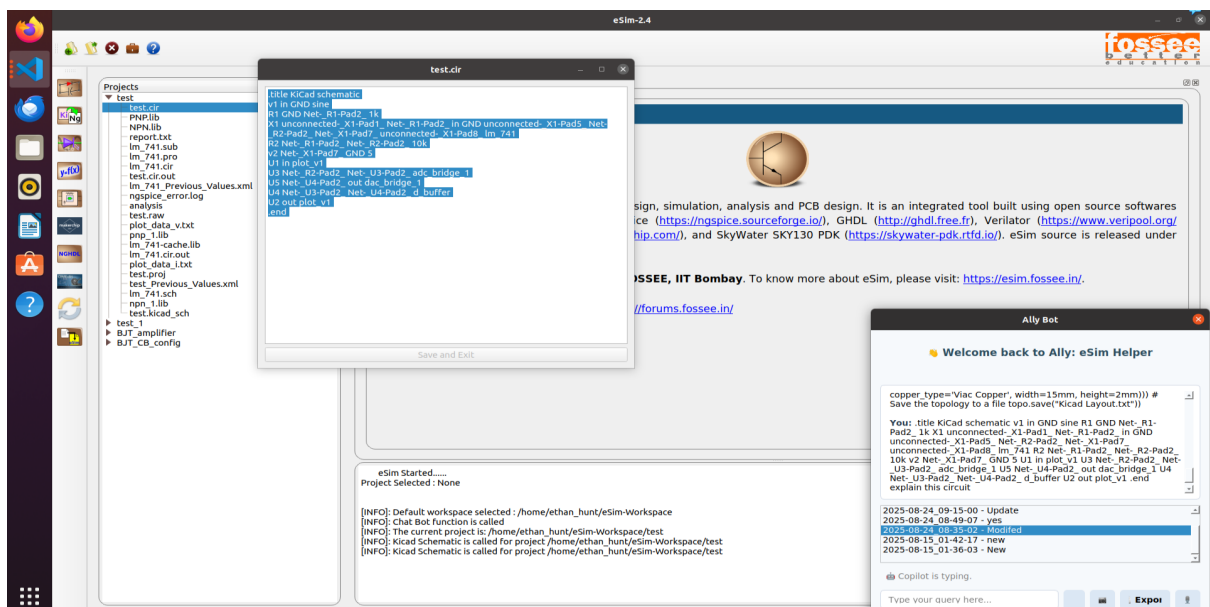 eSim-2.4
fossee
better
education
Projects
test
test.cir
PNP.lib
NPN.lib
report.txt
lm_741.sub
lm_741.pro
lm_741.cir
test.cir.out
lm_741_Previous_Values.xml
ngspice_error.log
analysis
test.raw
plot_data_v.txt
pnp_1.lib
lm_741-cache.lib
lm_741.cir.out
plot_data_i.txt
test.proj
test_Previous_Values.xml
lm_741.sch
npn_1.lib
test.kicad_sch
test_1
BJT_amplifier
BJT_CB_config
Ki
Ng
y=f(x)
makerchip
NGHDL
test.cir
.title KiCad schematic
v1 in GND sine
R1 GND Net-_R1-Pad2_ 1k
X1 unconnected-_X1-Pad1_ Net-_R1-Pad2_ in GND unconnected-_X1-Pad5_ Net-
_R2-Pad2_ Net-_X1-Pad7_ unconnected-_X1-Pad8_ lm_741
R2 Net-_R1-Pad2_ Net-_R2-Pad2_ 10k
v2 Net-_X1-Pad7_ GND 5
U1 in plot_v1
U3 Net-_R2-Pad2_ Net-_U3-Pad2_ adc_bridge_1
U5 Net-_U4-Pad2_ out dac_bridge_1
U4 Net-_U3-Pad2_ Net-_U4-Pad2_ d_buffer
U2 out plot_v1
.end
Save and Exit
sign, simulation, analysis and PCB design. It is an integrated tool built using open source softwares
ice (https://ngspice.sourceforge.io/), GHDL (http://ghdl.free.fr), Verilator (https://www.veripool.org/
hip.com/), and SkyWater SKY130 PDK (https://skywater-pdk.rtfd.io/). eSim source is released under
OSSEE, IIT Bombay. To know more about eSim, please visit: https://esim.fossee.in/.
//forums.fossee.in/
eSim Started......
Project Selected : None
[INFO]: Default workspace selected : /home/ethan_hunt/eSim-Workspace
[INFO]: Chat Bot function is called
[INFO]: The current project is: /home/ethan_hunt/eSim-Workspace/test
[INFO]: Kicad Schematic is called for project /home/ethan_hunt/eSim-Workspace/test
[INFO]: Kicad Schematic is called for project /home/ethan_hunt/eSim-Workspace/test
Ally Bot
Welcome back to Ally: eSim Helper
copper_type='Viac Copper', width=15mm, height=2mm))) #
Save the topology to a file topo.save("Kicad Layout.txt"))
You: .title KiCad schematic v1 in GND sine R1 GND Net-_R1-
Pad2_ 1k X1 unconnected-_X1-Pad1_ Net-_R1-Pad2_ in GND
unconnected-_X1-Pad5_ Net-_R2-Pad2_ Net-_X1-Pad7_
unconnected-_X1-Pad8_ lm_741 R2 Net-_R1-Pad2_ Net-_R2-Pad2_
10k v2 Net-_X1-Pad7_ GND 5 U1 in plot_v1 U3 Net-_R2-Pad2_ Net-
_U3-Pad2_ adc_bridge_1 U5 Net-_U4-Pad2_ out dac_bridge_1 U4
Net-_U3-Pad2_ Net-_U4-Pad2_ d_buffer U2 out plot_v1 .end
explain this circuit
2025-08-24_09-15-00 - Update
2025-08-24_08-49-07 - yes
2025-08-24_08-35-02 - Modifed
2025-08-15_01-42-17 - new
2025-08-15_01-36-03 - New
Copilot is typing.
Type your query here...
Expor